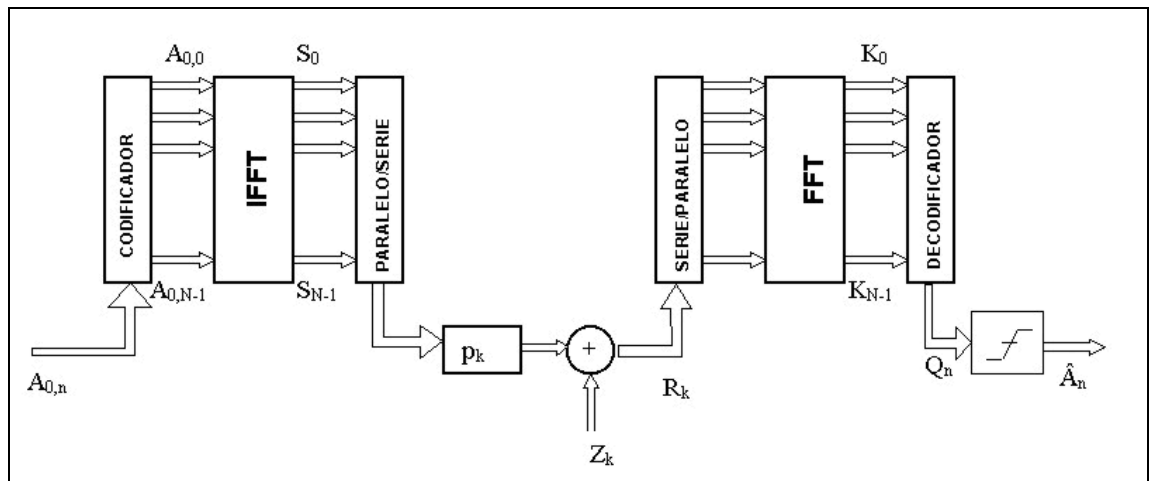 A0,0
S0
K0
CODIFICADOR
IFFT
PARALELO/SERIE
SERIE/PARALELO
FFT
DECODIFICADOR
A0,N-1
SN-1
KN-1
A0,n
pk
+
Zk
Rk
Qn
Ân